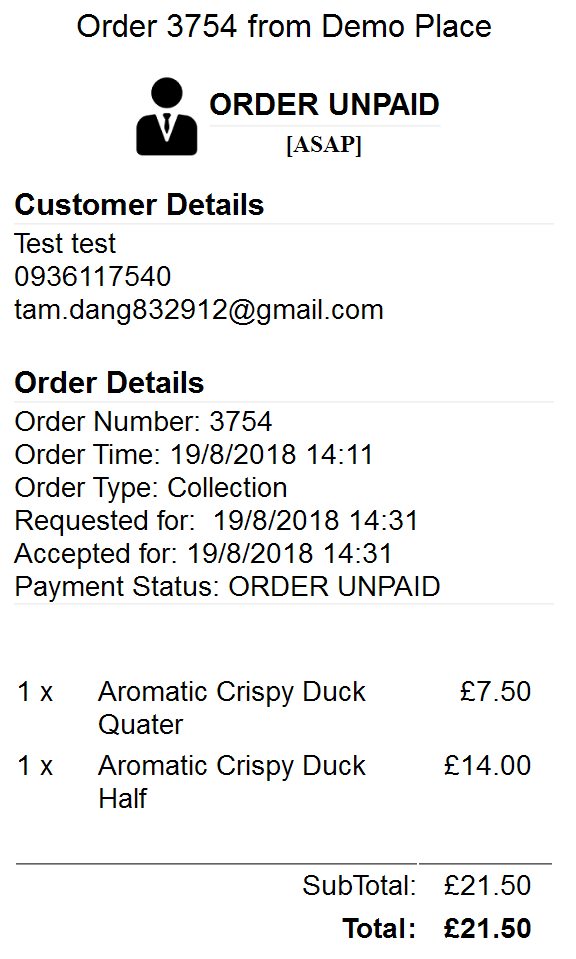 Order 3754 from Demo Place
ORDER UNPAID
[ASAP]
Customer Details
Test test
0936117540
tam.dang832912@gmail.com
Order Details
Order Number: 3754
Order Time: 19/8/2018 14:11
Order Type: Collection
Requested for:  19/8/2018 14:31
Accepted for: 19/8/2018 14:31
Payment Status: ORDER UNPAID
1 x Aromatic Crispy Duck £7.50
Quater
1 x Aromatic Crispy Duck £14.00
Half
SubTotal: £21.50
Total: £21.50